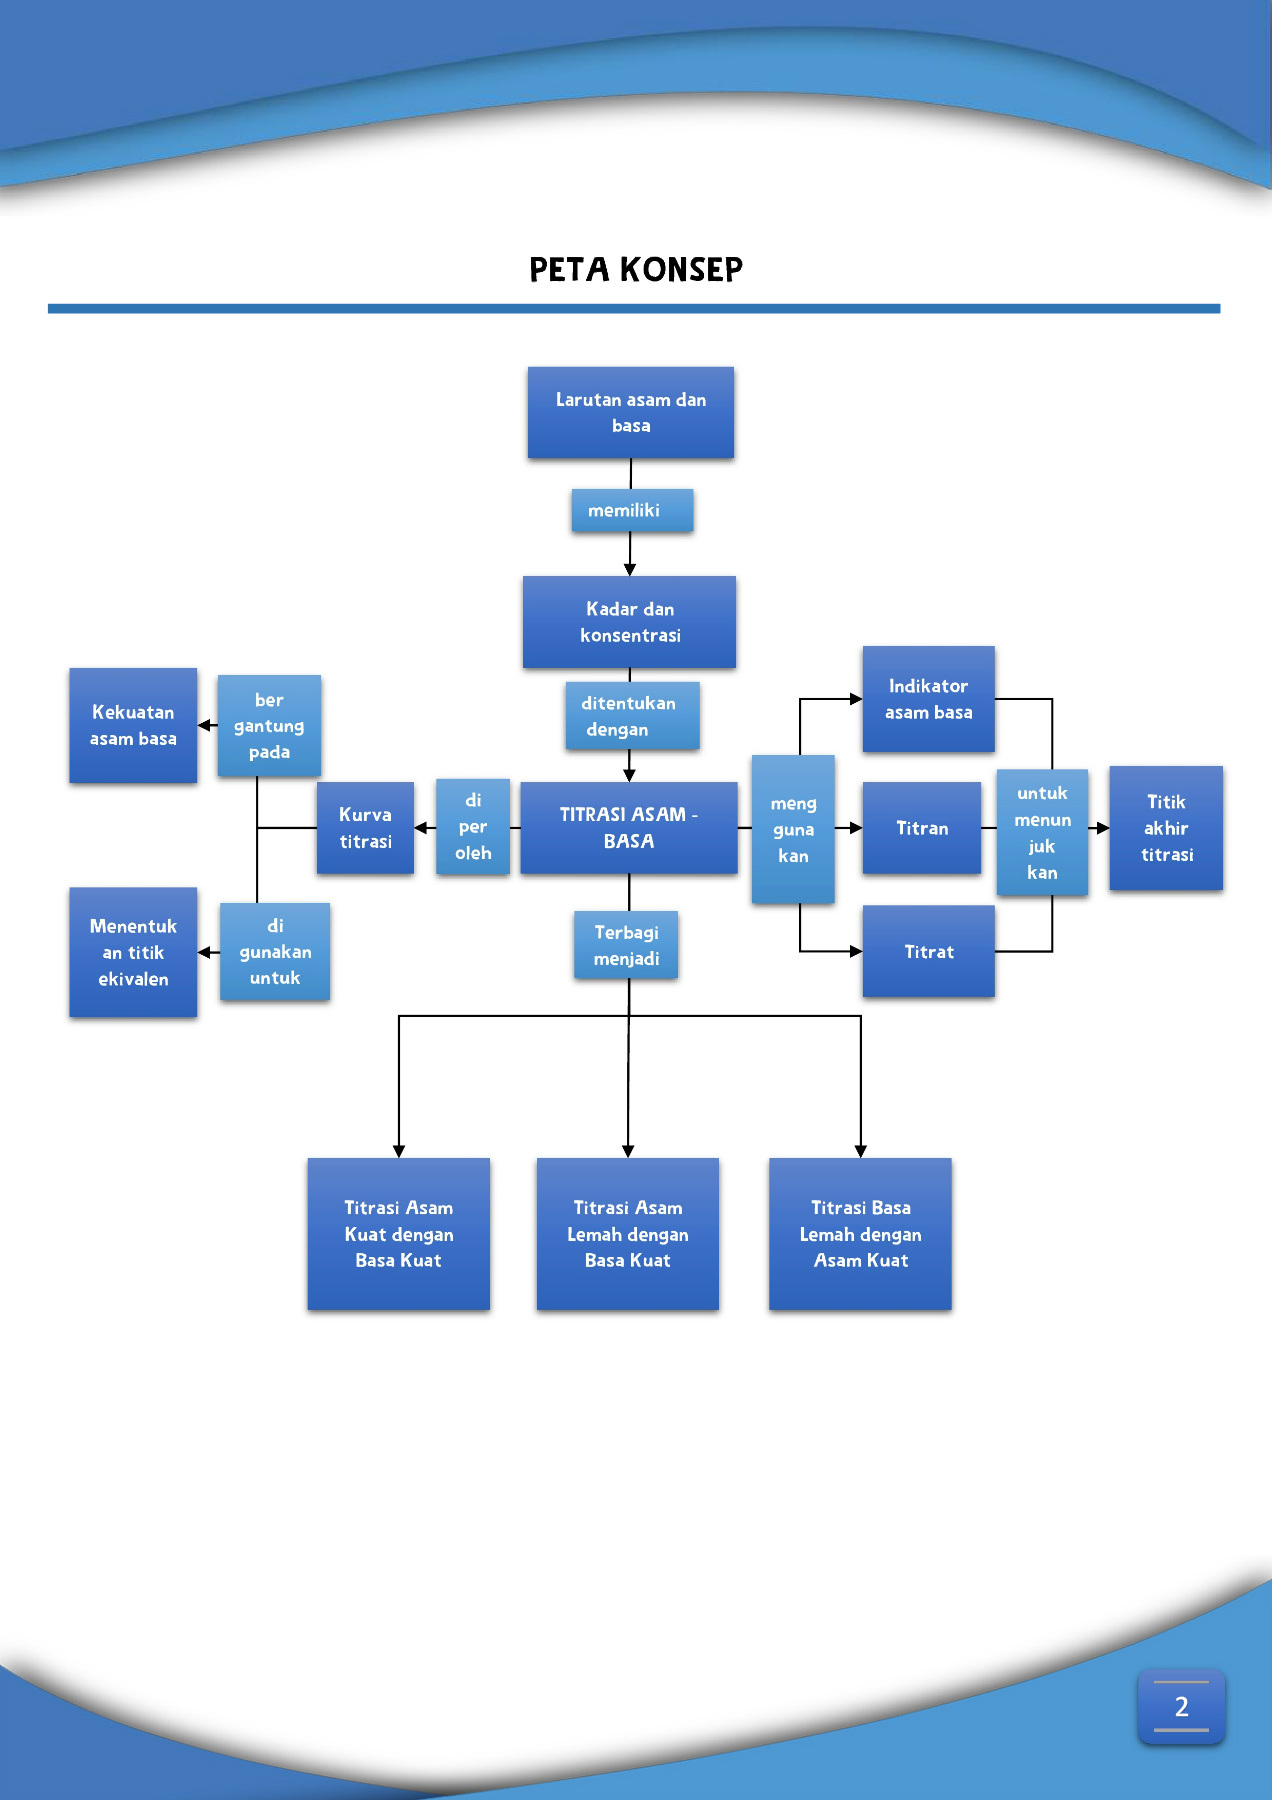 PETA KONSEP
Larutan asam dan
basa
memiliki
Kadar dan
konsentrasi
ditentukan
dengan
TITRASI ASAM -
BASA
di
per
oleh
Kurva
titrasi
ber
gantung
pada
Kekuatan
asam basa
di
gunakan
untuk
Menentuk
an titik
ekivalen
meng
guna
kan
Indikator
asam basa
Titran
Titrat
untuk
menun
juk
kan
Titik
akhir
titrasi
Terbagi
menjadi
Titrasi Asam
Kuat dengan
Basa Kuat
Titrasi Asam
Lemah dengan
Basa Kuat
Titrasi Basa
Lemah dengan
Asam Kuat
2